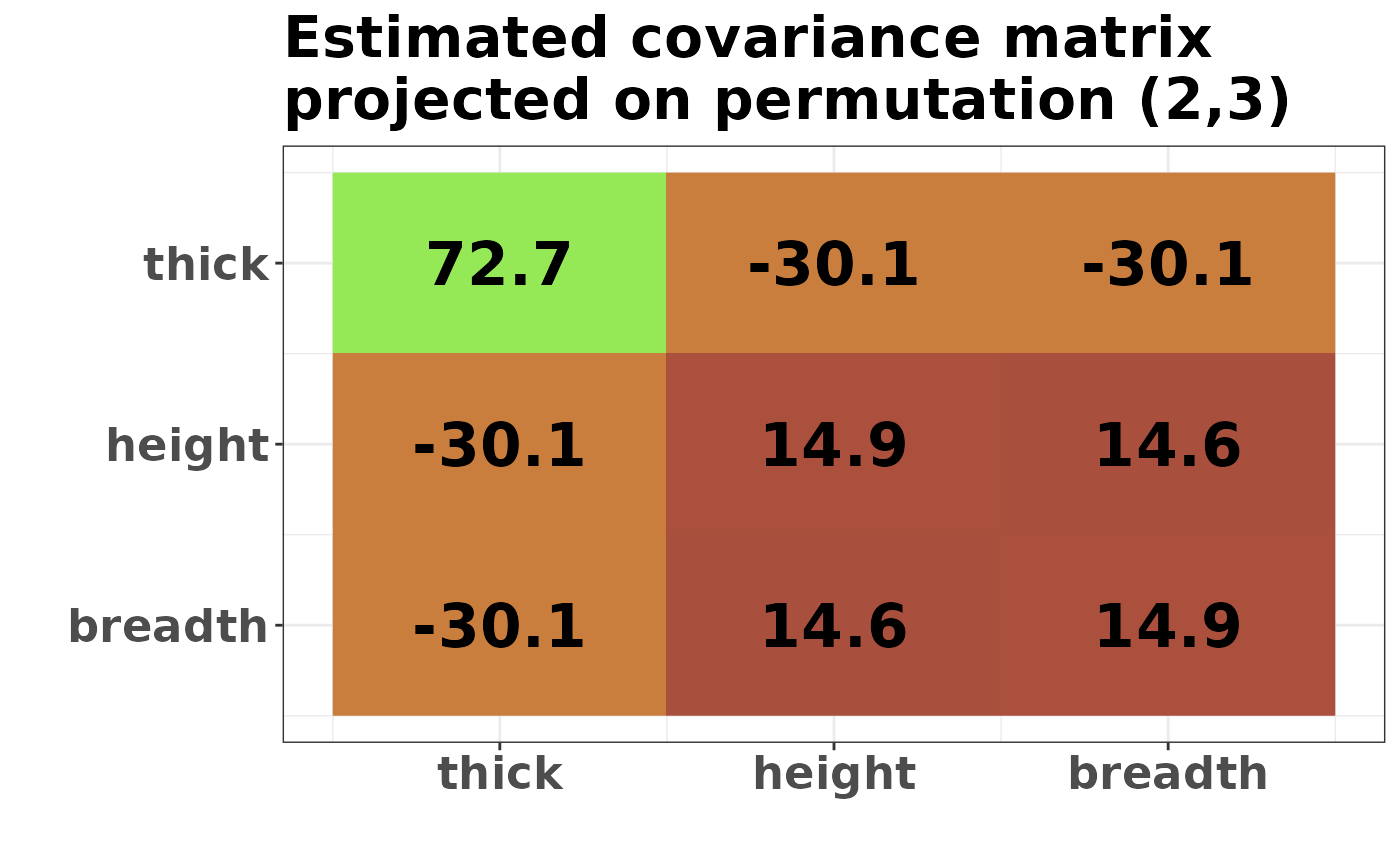 Estimated covariance matrix
projected on permutation (2,3)
thick 72.7 -30.1 -30.1
height -30.1 14.9 14.6
breadth -30.1 14.6 14.9
thick height breadth